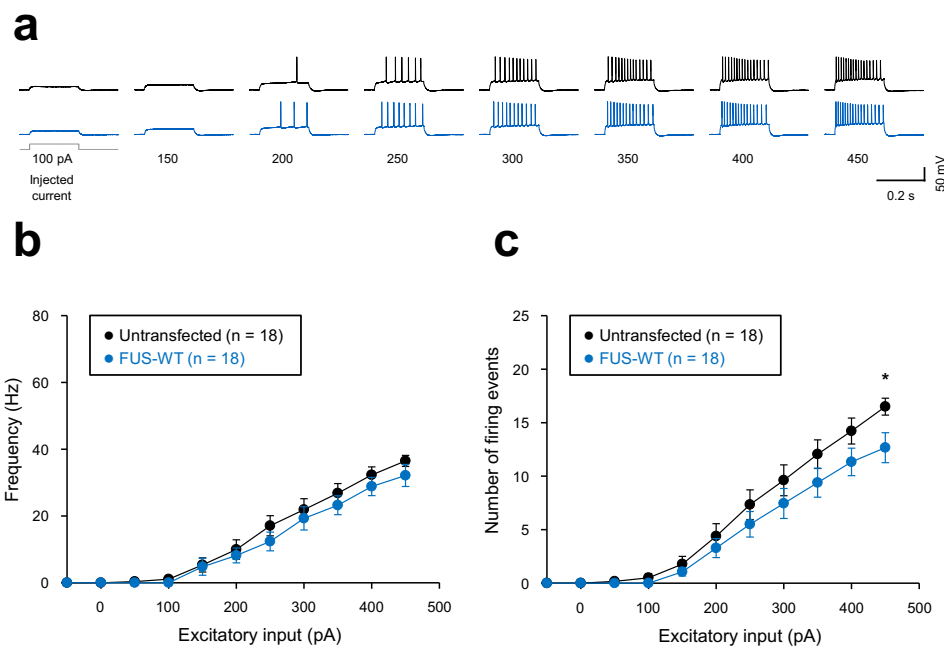 a
100 pA 150 200 250 300 350 400 450
Injected
current
0.2 s
50 mV
b
80
60
40
20
0
Frequency (Hz)
Untransfected (n = 18)
FUS-WT (n = 18)
0 100 200 300 400 500
Excitatory input (pA)
c
25
20
15
10
5
0
Number of firing events
Untransfected (n = 18)
FUS-WT (n = 18)
*
0 100 200 300 400 500
Excitatory input (pA)